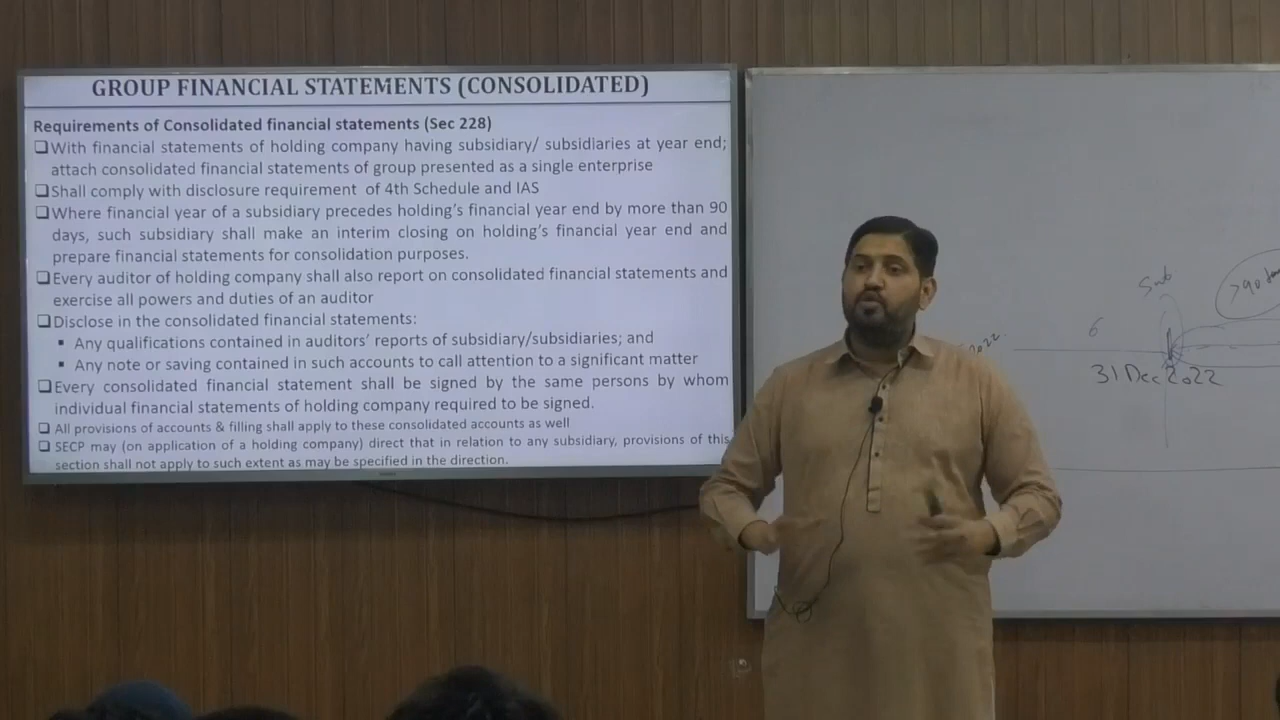 GROUP FINANCIAL STATEMENTS (CONSOLIDATED)
Requirements of Consolidated financial statements (Sec 228)
❑With financial statements of holding company having subsidiary/ subsidiaries at year end;
attach consolidated financial statements of group presented as a single enterprise
❑Shall comply with disclosure requirement of 4th Schedule and IAS
❑Where financial year of a subsidiary precedes holding's financial year end by more than 90
days, such subsidiary shall make an interim closing on holding's financial year end and
prepare financial statements for consolidation purposes.
❑Every auditor of holding company shall also report on consolidated financial statements and
exercise all powers and duties of an auditor
❑Disclose in the consolidated financial statements:
▪ Any qualifications contained in auditors' reports of subsidiary/subsidiaries; and
▪ Any note or saving contained in such accounts to call attention to a significant matter
❑Every consolidated financial statement shall be signed by the same persons by whom
individual financial statements of holding company required to be signed.
❑ All provisions of accounts & filling shall apply to these consolidated accounts as well
❑ SECP may (on application of a holding company) direct that in relation to any subsidiary, provisions of this
section shall not apply to such extent as may be specified in the direction.
Sub
>90
6
2022
31 Dec 2022